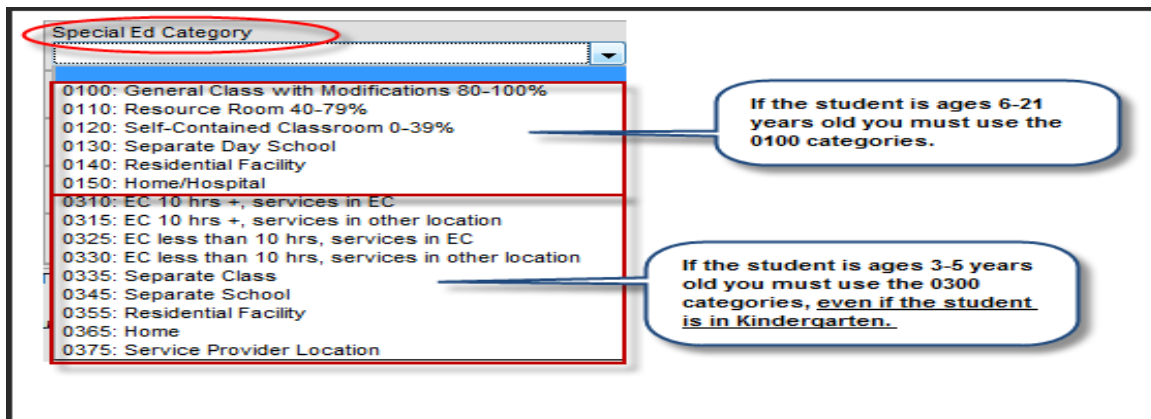 Special Ed Category
0100: General Class with Modifications 80-100%
0110: Resource Room 40-79%
0120: Self-Contained Classroom 0-39%
0130: Separate Day School
0140: Residential Facility
0150: Home/Hospital
0310: EC 10 hrs +, services in EC
0315: EC 10 hrs +, services in other location
0325: EC less than 10 hrs, services in EC
0330: EC less than 10 hrs, services in other location
0335: Separate Class
0345: Separate School
0355: Residential Facility
0365: Home
0375: Service Provider Location
If the student is ages 6-21
years old you must use the
0100 categories.
If the student is ages 3-5 years
old you must use the 0300
categories, even if the student
is in Kindergarten.